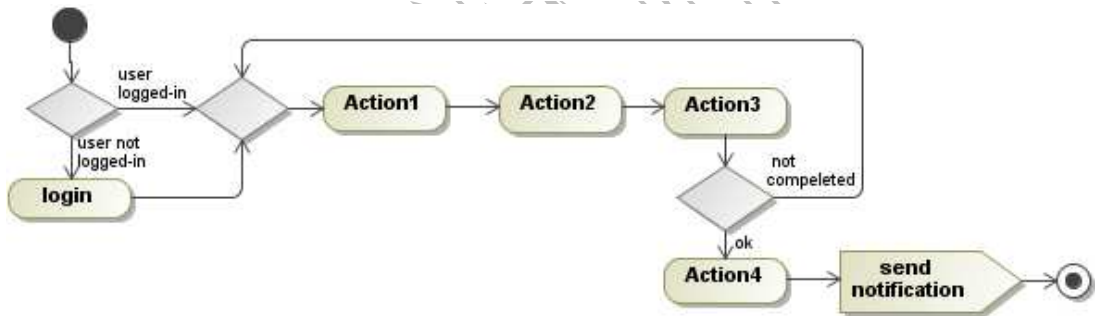 user
logged-in
user not
logged-in
login
Action1
Action2
Action3
not
compeleted
ok
Action4
send
notification